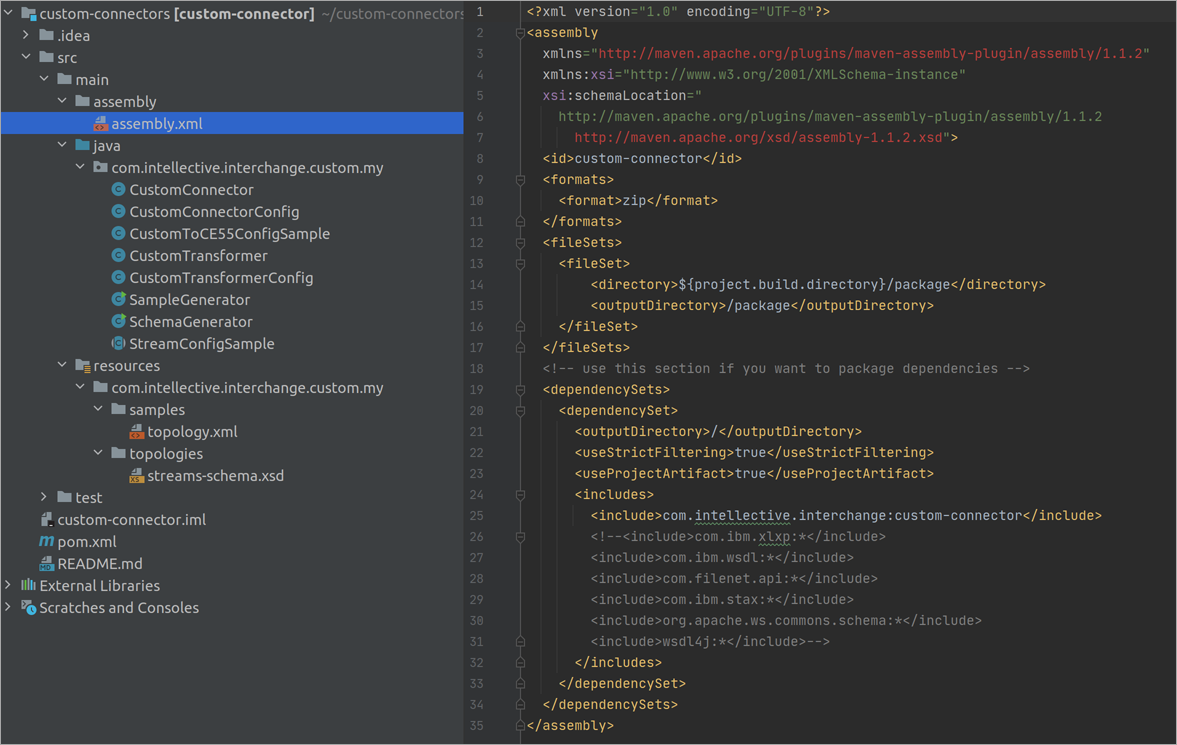 custom-connectors [custom-connector] ~/custom-connectors
.idea
src
main
assembly
assembly.xml
java
com.intellective.interchange.custom.my
CustomConnector
CustomConnectorConfig
CustomToCE55ConfigSample
CustomTransformer
CustomTransformerConfig
SampleGenerator
SchemaGenerator
StreamConfigSample
resources
com.intellective.interchange.custom.my
samples
topology.xml
topologies
streams-schema.xsd
test
custom-connector.iml
pom.xml
README.md
External Libraries
Scratches and Consoles
1 <?xml version="1.0" encoding="UTF-8"?>
2 <assembly
3 xmlns="http://maven.apache.org/plugins/maven-assembly-plugin/assembly/1.1.2"
4 xmlns:xsi="http://www.w3.org/2001/XMLSchema-instance"
5 xsi:schemaLocation="
6 http://maven.apache.org/plugins/maven-assembly-plugin/assembly/1.1.2
7 http://maven.apache.org/xsd/assembly-1.1.2.xsd">
8 <id>custom-connector</id>
9 <formats>
10 <format>zip</format>
11 </formats>
12 <fileSets>
13 <fileSet>
14 <directory>${project.build.directory}/package</directory>
15 <outputDirectory>/package</outputDirectory>
16 </fileSet>
17 </fileSets>
18 <!-- use this section if you want to package dependencies -->
19 <dependencySets>
20 <dependencySet>
21 <outputDirectory>/</outputDirectory>
22 <useStrictFiltering>true</useStrictFiltering>
23 <useProjectArtifact>true</useProjectArtifact>
24 <includes>
25 <include>com.intellective.interchange:custom-connector</include>
26 <!--<include>com.ibm.xlxp:*</include>
27 <include>com.ibm.wsdl:*</include>
28 <include>com.filenet.api:*</include>
29 <include>com.ibm.stax:*</include>
30 <include>org.apache.ws.commons.schema:*</include>
31 <include>wsdl4j:*</include>-->
32 </includes>
33 </dependencySet>
34 </dependencySets>
35 </assembly>